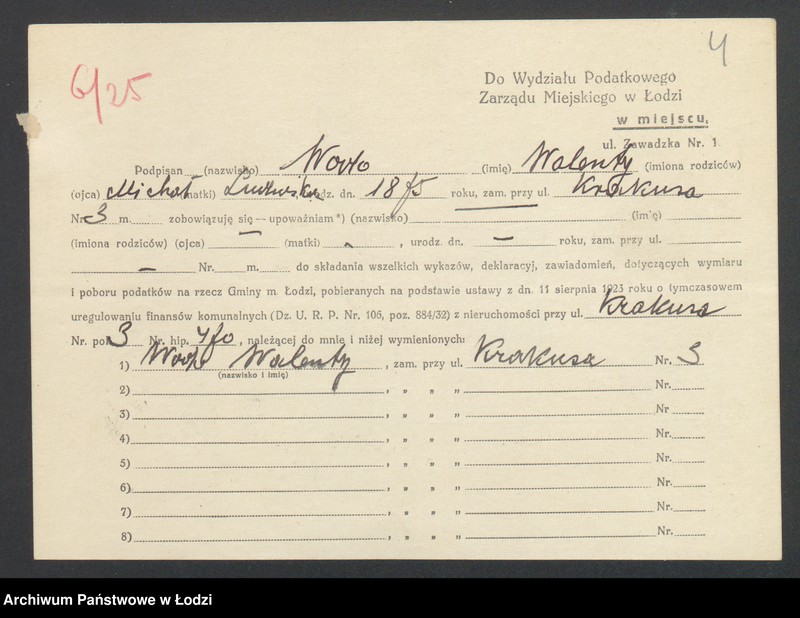 4
6/25
Do Wydziału Podatkowego
Zarządu Miejskiego w Łodzi
w miejscu.
ul. Zawadzka Nr. 1
Podpisan (nazwisko) (imię) Walenty (imiona rodziców)
(ojca) Michał (matki) Ludwika urodz. dn. 18 roku, zam. przy ul. Krakusa
Nr. 3 m. zobowiązuję się — upoważniam *) (nazwisko) (imię)
(imiona rodziców) (ojca) — (matki) - , urodz. dn. — roku, zam. przy ul.
— Nr. m. do składania wszelkich wykazów, deklaracyj, zawiadomień, dotyczących wymiaru
i poboru podatków na rzecz Gminy m. Łodzi, pobieranych na podstawie ustawy z dn. 11 sierpnia 1923 roku o tymczasowem
uregulowaniu finansów komunalnych (Dz. U. R. P. Nr. 106, poz. 884/32) z nieruchomości przy ul. Krakusa
Nr. pol. 3 Nr. hip. , należącej do mnie i niżej wymienionych:
1) Walenty , zam. przy ul. Krakusa Nr. 3
(nazwisko i imię)
2) , „ „ „ Nr.
3) , „ „ „ Nr.
4) , „ „ „ Nr.
5) , „ „ „ Nr.
6) , „ „ „ Nr.
7) , „ „ „ Nr.
8) , „ „ „ Nr.
Archiwum Państwowe w Łodzi